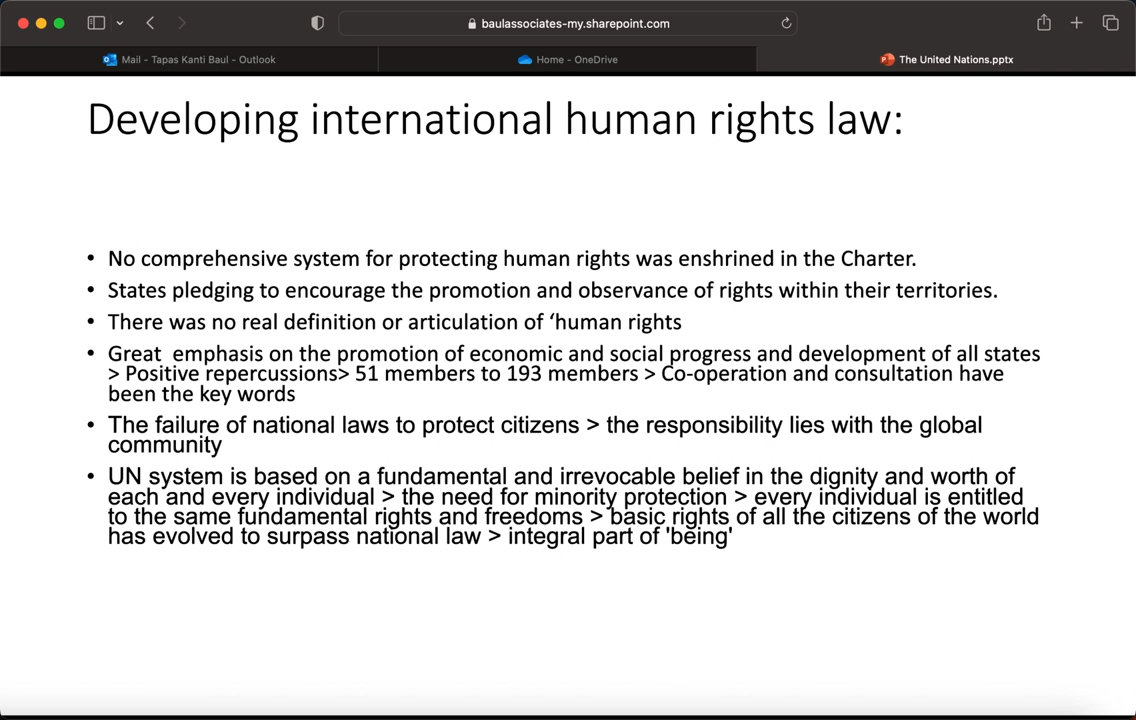 baulassociates-my.sharepoint.com
Mail - Tapas Kanti Baul - Outlook
Home - OneDrive
The United Nations.pptx
Developing international human rights law:
• No comprehensive system for protecting human rights was enshrined in the Charter.
• States pledging to encourage the promotion and observance of rights within their territories.
• There was no real definition or articulation of ‘human rights
• Great  emphasis on the promotion of economic and social progress and development of all states
> Positive repercussions> 51 members to 193 members > Co-operation and consultation have
been the key words
• The failure of national laws to protect citizens > the responsibility lies with the global
community
• UN system is based on a fundamental and irrevocable belief in the dignity and worth of
each and every individual > the need for minority protection > every individual is entitled
to the same fundamental rights and freedoms > basic rights of all the citizens of the world
has evolved to surpass national law > integral part of 'being'